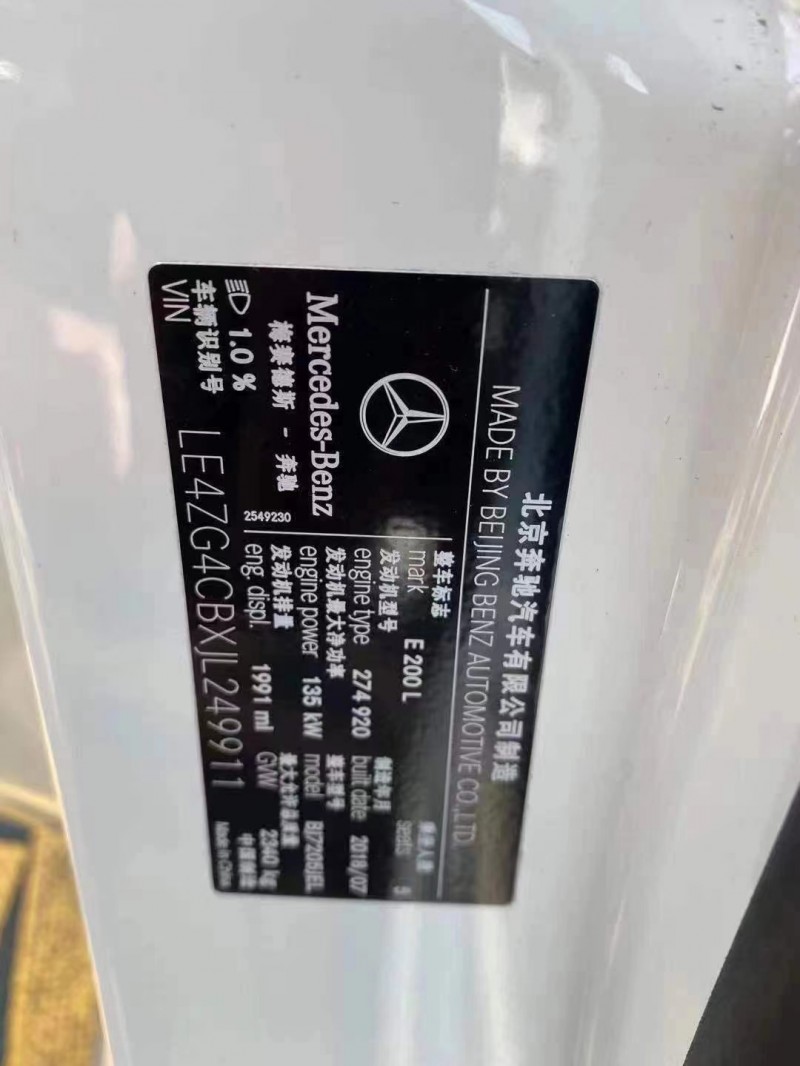 北京奔驰汽车有限公司制造
MADE BY BEIJING BENZ AUTOMOTIVE CO.,LTD.
整车标志 乘坐人数
mark E 200 L seats 5
发动机型号 制造年月
engine type 274 920 built date 2018/07
Mercedes-Benz
发动机最大净功率 整车型号
engine power 135 kW model BJ7205JEL
梅赛德斯 - 奔驰
发动机排量 最大允许总质量
eng. displ. 1991 ml GVW 2340 kg
2549230
1.0 %
中国制造
Made in China
车辆识别号
VIN LE4ZG4CBXJL249911